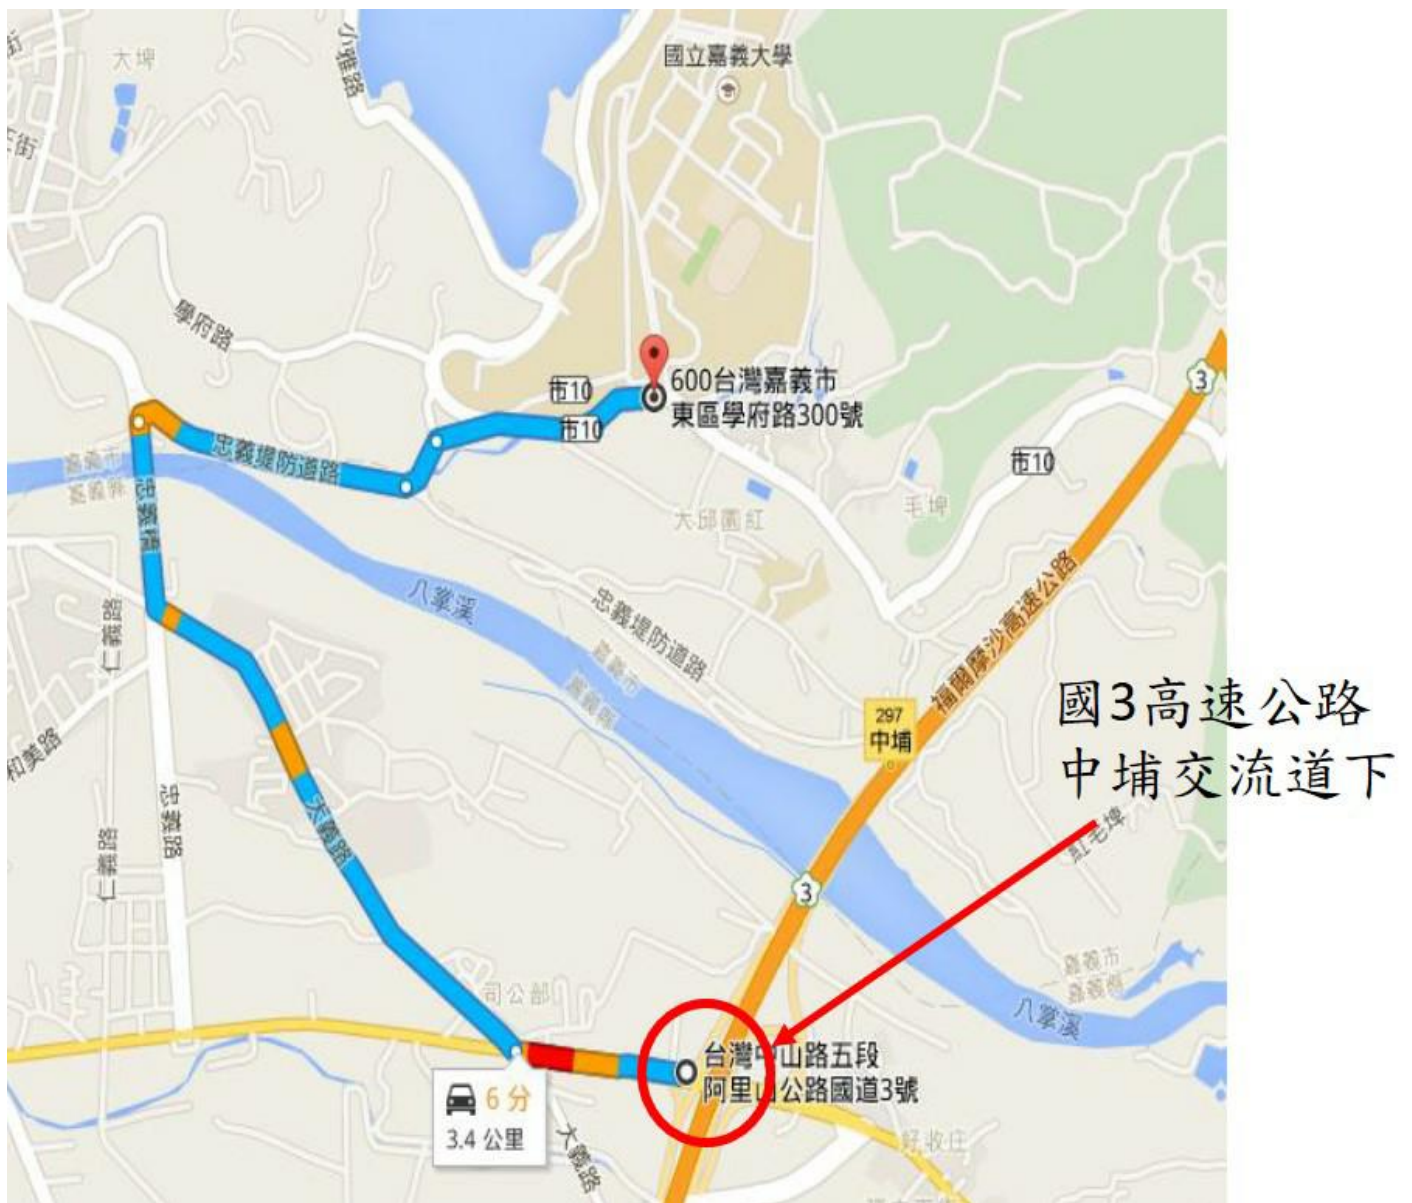 大埤
小雅路
國立嘉義大學
學府路
市10
600台灣嘉義市
東區學府路300號
3
市10
忠義堤防道路
嘉義市
嘉義縣
市10
毛埤
大邱園紅
忠義橋
八掌溪
忠義堤防道路
福爾摩沙高速公路
仁義路
嘉義市
嘉義縣
297
中埔
國3高速公路
中埔交流道下
和美路
忠義路
大義路
仁義路
紅毛埤
3
嘉義市
嘉義縣
司公部
八掌溪
台灣中山路五段
阿里山公路國道3號
6 分
3.4 公里
大義路
好收庄